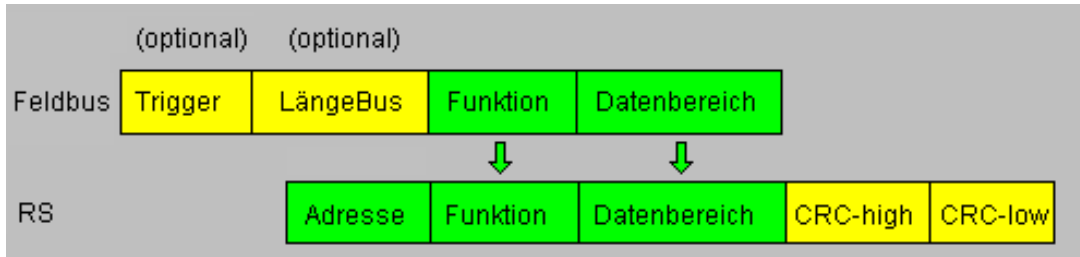 (optional) (optional)
Feldbus Trigger LängeBus Funktion Datenbereich
RS Adresse Funktion Datenbereich CRC-high CRC-low